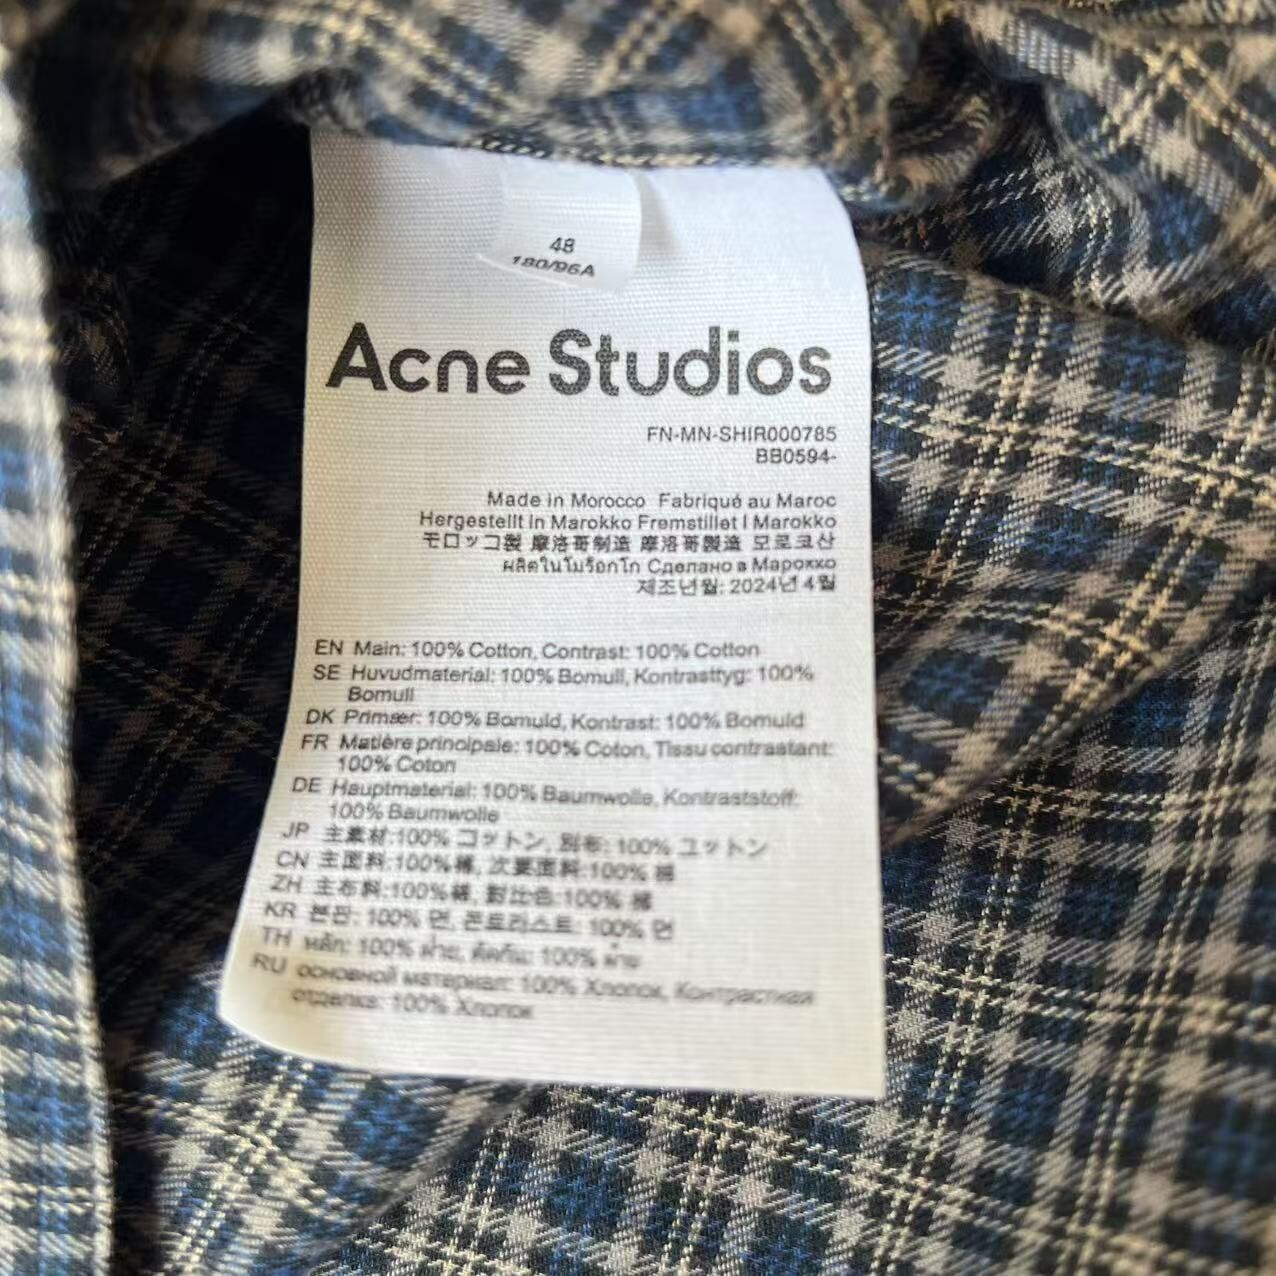 48
180/96A
Acne Studios
FN-MN-SHIR000785
BB0594-
Made in Morocco Fabriqué au Maroc
Hergestellt in Marokko Fremstillet I Marokko
モロッコ製 摩洛哥制造 摩洛哥製造 모로코산
ผลิตในโมร็อกโก Сделано в Марокко
제조년월: 2024년 4월
EN Main: 100% Cotton, Contrast: 100% Cotton
SE Huvudmaterial: 100% Bomull, Kontrasttyg: 100%
Bomull
DK Primær: 100% Bomuld, Kontrast: 100% Bomuld
FR Matière principale: 100% Coton, Tissu contrastant:
100% Coton
DE Hauptmaterial: 100% Baumwolle, Kontraststoff:
100% Baumwolle
JP 主素材:100% コットン, 別布: 100% コットン
CN 主面料:100%棉, 次要面料:100% 棉
ZH 主布料:100%棉, 對比色:100% 棉
KR 본판: 100% 면, 콘트라스트: 100% 면
TH หลัก: 100% ฝ้าย, ตัดกัน: 100% ฝ้าย
RU основной материал: 100% Хлопок, Контрастная
отделка: 100% Хлопок